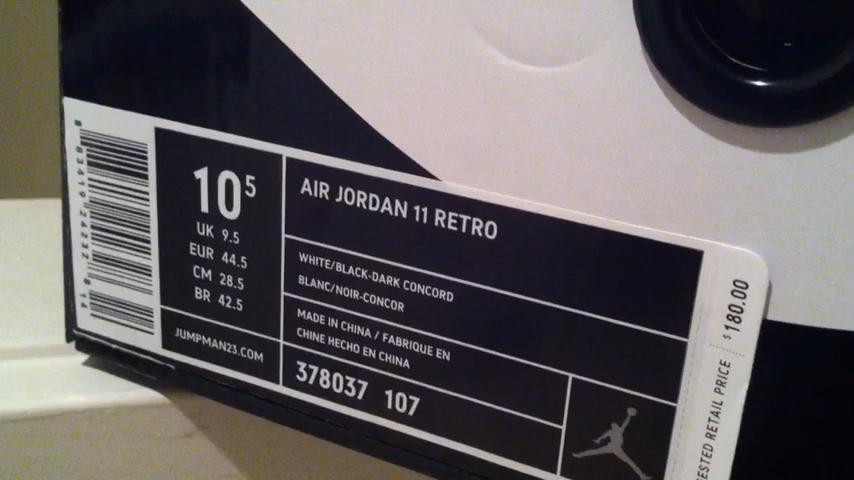 10⁵
UK 9.5
EUR 44.5
CM 28.5
BR 42.5
JUMPMAN23.COM
AIR JORDAN 11 RETRO
WHITE/BLACK-DARK CONCORD
BLANC/NOIR-CONCOR
MADE IN CHINA / FABRIQUE EN
CHINE HECHO EN CHINA
378037 107
RETAIL PRICE
$180.00